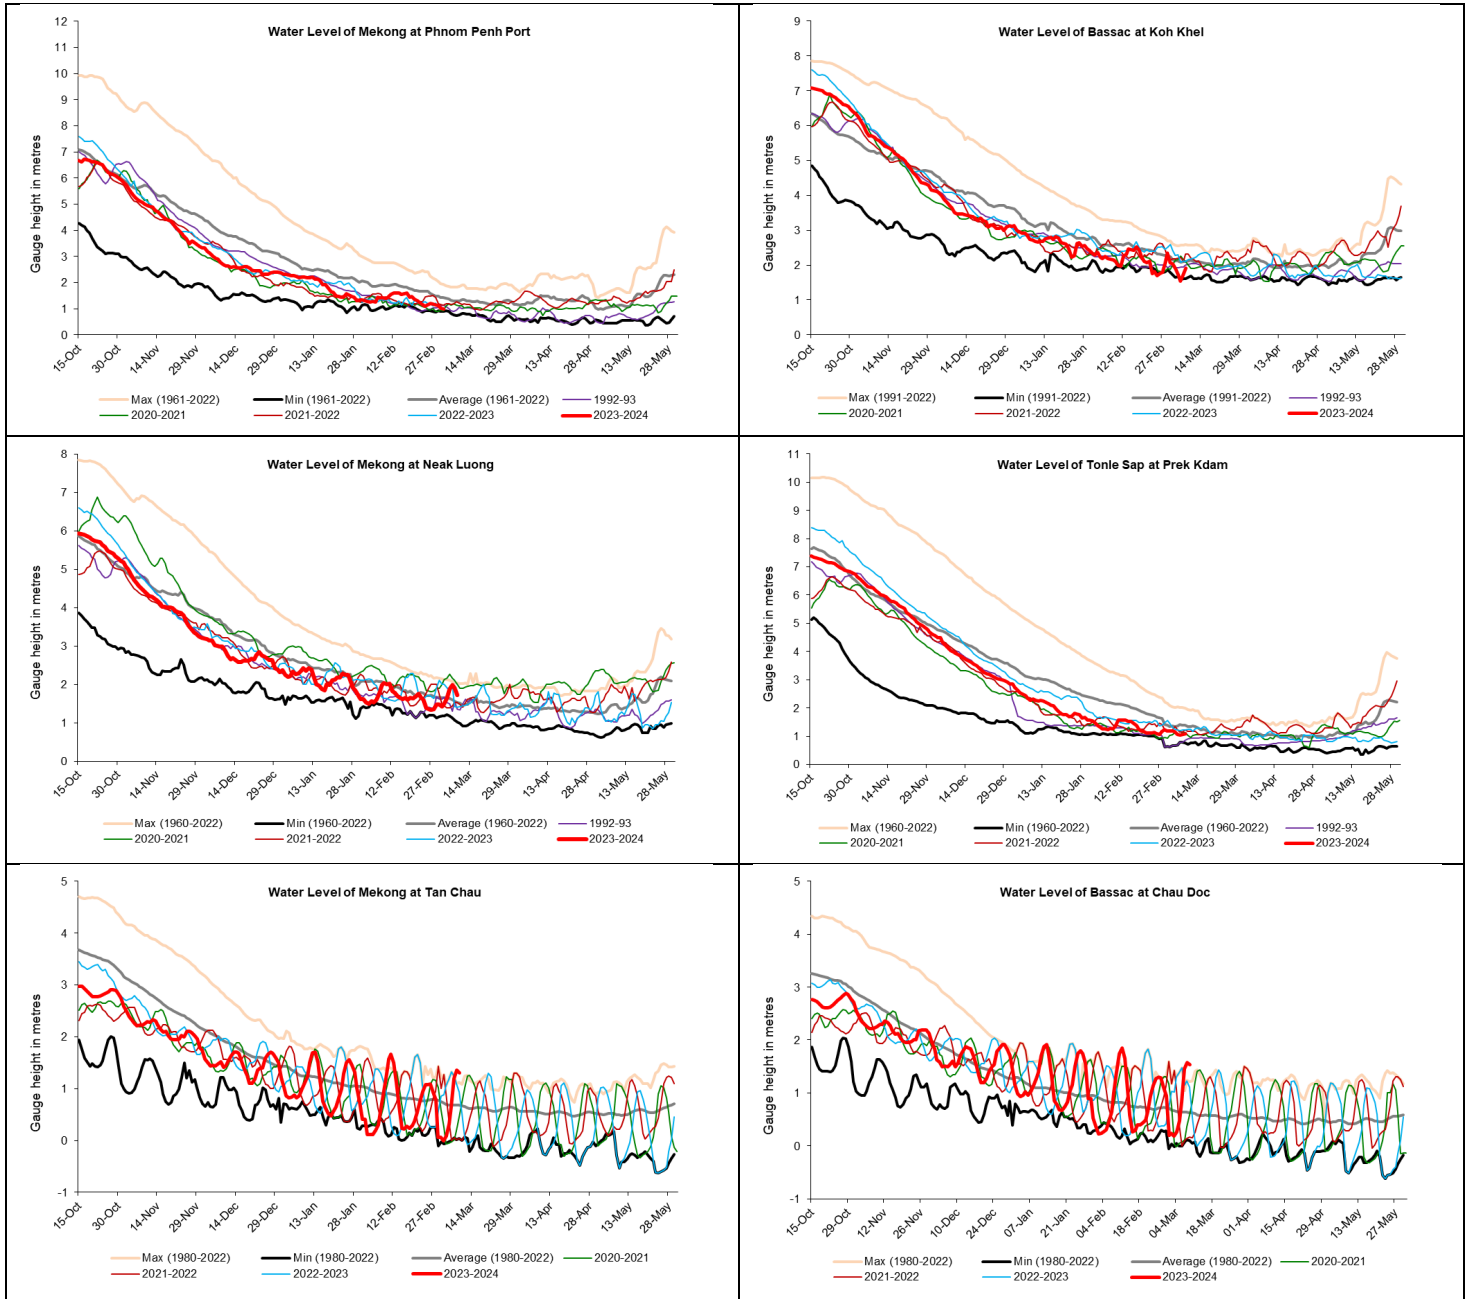 Water Level of Mekong at Phnom Penh Port
Gauge height in metres
12
11
10
9
8
7
6
5
4
3
2
1
0
15-Oct 30-Oct 14-Nov 29-Nov 14-Dec 29-Dec 13-Jan 28-Jan 12-Feb 27-Feb 14-Mar 29-Mar 13-Apr 28-Apr 13-May 28-May
Max (1961-2022) Min (1961-2022) Average (1961-2022) 1992-93
2020-2021 2021-2022 2022-2023 2023-2024
Water Level of Bassac at Koh Khel
Gauge height in metres
9
8
7
6
5
4
3
2
1
0
15-Oct 30-Oct 14-Nov 29-Nov 14-Dec 29-Dec 13-Jan 28-Jan 12-Feb 27-Feb 14-Mar 29-Mar 13-Apr 28-Apr 13-May 28-May
Max (1991-2022) Min (1991-2022) Average (1991-2022) 1992-93
2020-2021 2021-2022 2022-2023 2023-2024
Water Level of Mekong at Neak Luong
Gauge height in metres
8
7
6
5
4
3
2
1
0
15-Oct 30-Oct 14-Nov 29-Nov 14-Dec 29-Dec 13-Jan 28-Jan 12-Feb 27-Feb 14-Mar 29-Mar 13-Apr 28-Apr 13-May 28-May
Max (1960-2022) Min (1960-2022) Average (1960-2022) 1992-93
2020-2021 2021-2022 2022-2023 2023-2024
Water Level of Tonle Sap at Prek Kdam
Gauge height in metres
11
10
9
8
7
6
5
4
3
2
1
0
15-Oct 30-Oct 14-Nov 29-Nov 14-Dec 29-Dec 13-Jan 28-Jan 12-Feb 27-Feb 14-Mar 29-Mar 13-Apr 28-Apr 13-May 28-May
Max (1960-2022) Min (1960-2022) Average (1960-2022) 1992-93
2020-2021 2021-2022 2022-2023 2023-2024
Water Level of Mekong at Tan Chau
Gauge height in metres
5
4
3
2
1
0
-1
15-Oct 30-Oct 14-Nov 29-Nov 14-Dec 29-Dec 13-Jan 28-Jan 12-Feb 27-Feb 14-Mar 29-Mar 13-Apr 28-Apr 13-May 28-May
Max (1980-2022) Min (1980-2022) Average (1980-2022) 2020-2021
2021-2022 2022-2023 2023-2024
Water Level of Bassac at Chau Doc
Gauge height in metres
5
4
3
2
1
0
-1
15-Oct 29-Oct 12-Nov 26-Nov 10-Dec 24-Dec 07-Jan 21-Jan 04-Feb 18-Feb 04-Mar 18-Mar 01-Apr 15-Apr 29-Apr 13-May 27-May
Max (1980-2022) Min (1980-2022) Average (1980-2022) 2020-2021
2021-2022 2022-2023 2023-2024